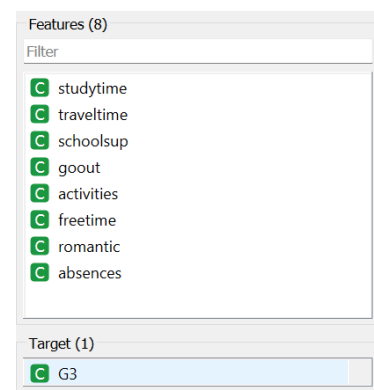 Features (8)
Filter
C studytime
C traveltime
C schoolsup
C goout
C activities
C freetime
C romantic
C absences
Target (1)
C G3